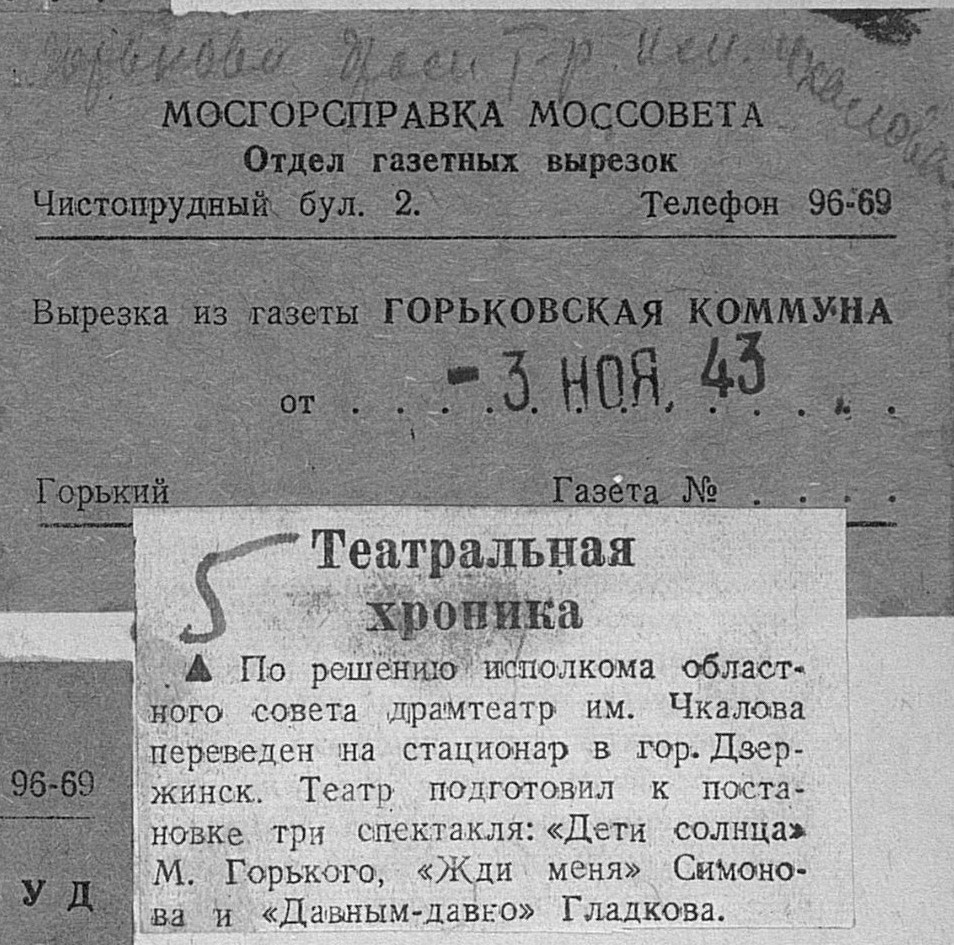 Т-р. им. Чкалова
МОСГОРСПРАВКА МОССОВЕТА
Отдел газетных вырезок
Чистопрудный бул. 2. Телефон 96-69
Вырезка из газеты ГОРЬКОВСКАЯ КОММУНА
от . . . . - 3 НОЯ. 43 . . . .
Горький Газета № . . . .
5
Театральная
хроника
▲ По решению исполкома област-
ного совета драмтеатр им. Чкалова
переведен на стационар в гор. Дзер-
жинск. Театр подготовил к поста-
новке три спектакля: «Дети солнца»
М. Горького, «Жди меня» Симоно-
ва и «Давным-давно» Гладкова.
96-69
У Д